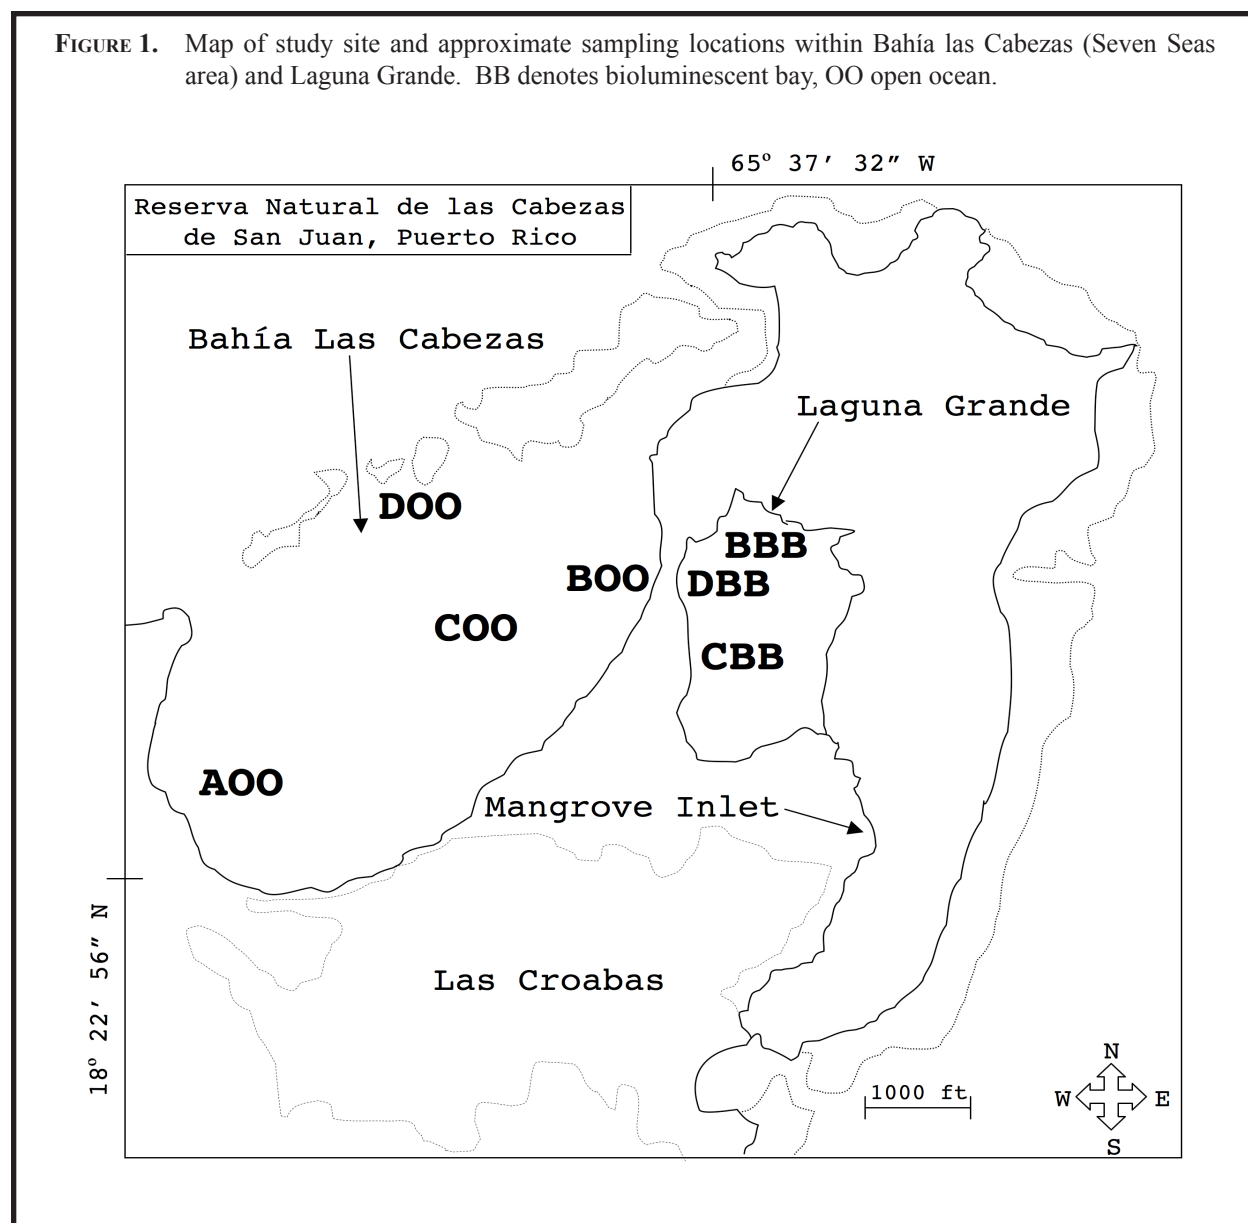 FIGURE 1. Map of study site and approximate sampling locations within Bahía las Cabezas (Seven Seas
area) and Laguna Grande. BB denotes bioluminescent bay, OO open ocean.
65º 37′ 32″ W
Reserva Natural de las Cabezas
de San Juan, Puerto Rico
Bahía Las Cabezas
Laguna Grande
DOO
BBB
BOO
DBB
COO
CBB
AOO
Mangrove Inlet
18º 22′ 56″ N
Las Croabas
1000 ft
N
W
E
S